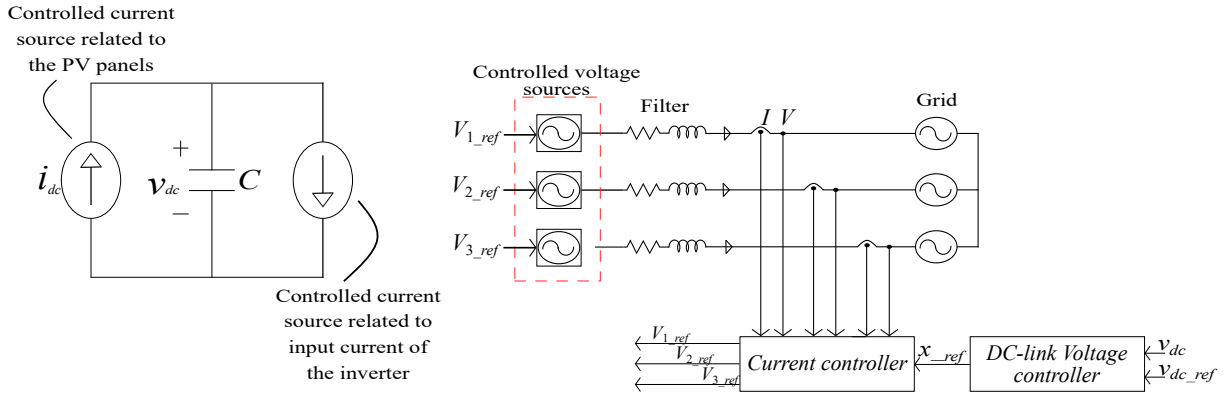 Controlled current
source related to
the PV panels
i_dc
+
v_dc
−
C
Controlled current
source related to
input current of
the inverter
Controlled voltage
sources
Filter
I V
Grid
V_1_ref
V_2_ref
V_3_ref
V_1_ref
V_2_ref
V_3_ref
Current controller
x_ref
DC-link Voltage
controller
v_dc
v_dc_ref